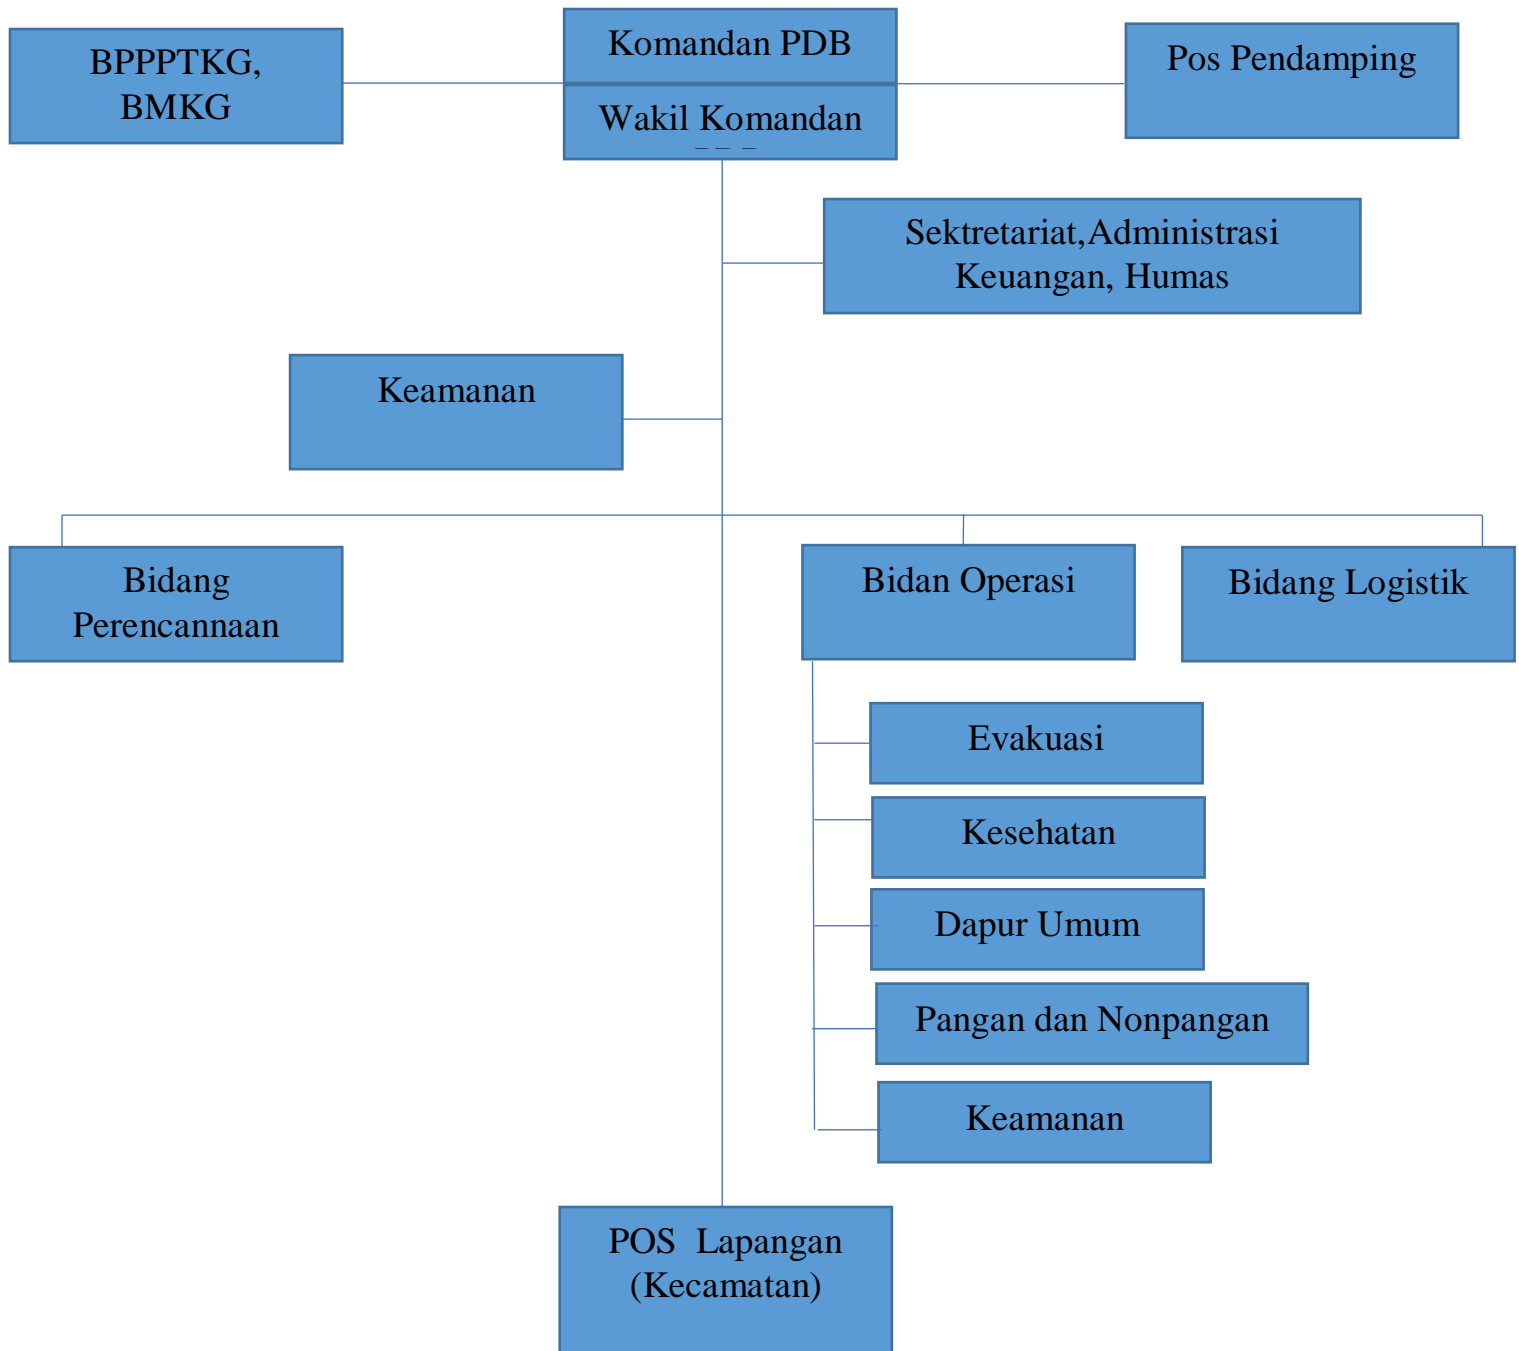 BPPPTKG,
BMKG
Komandan PDB
Wakil Komandan
Pos Pendamping
Sektretariat,Administrasi
Keuangan, Humas
Keamanan
Bidang
Perencannaan
Bidan Operasi
Bidang Logistik
Evakuasi
Kesehatan
Dapur Umum
Pangan dan Nonpangan
Keamanan
POS Lapangan
(Kecamatan)